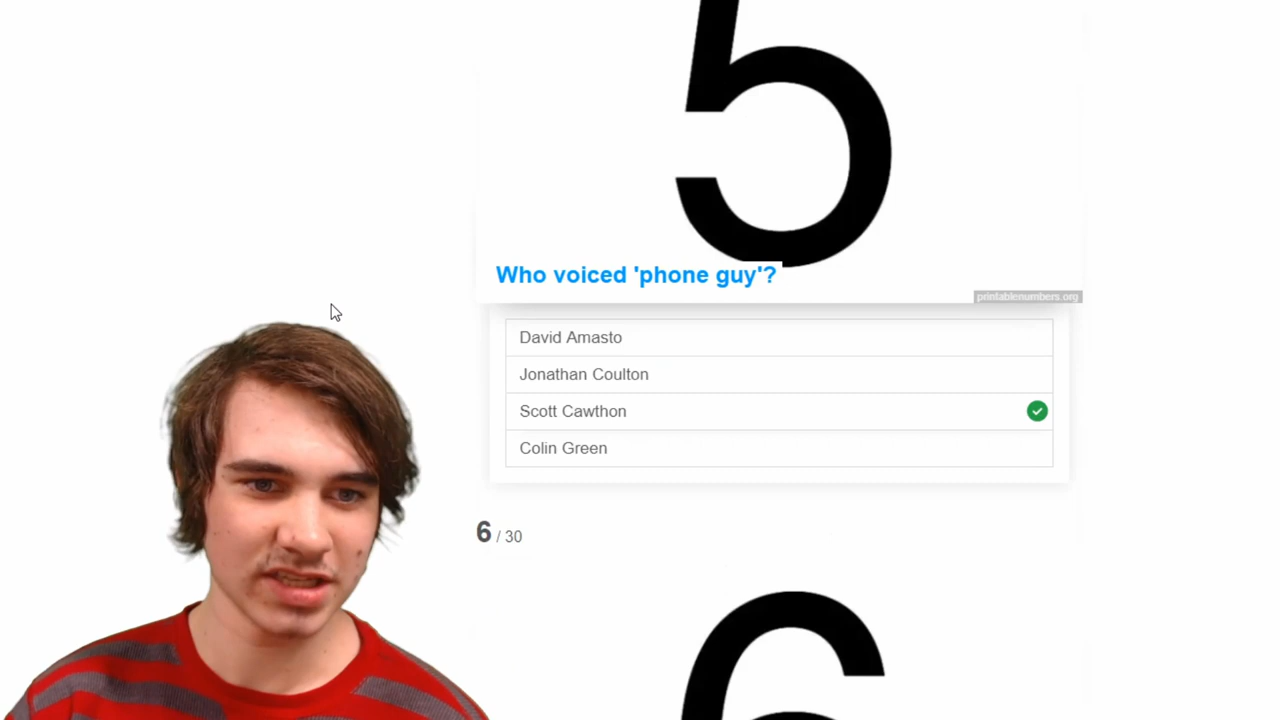 5
Who voiced 'phone guy'?
printablenumbers.org
David Amasto
Jonathan Coulton
Scott Cawthon
Colin Green
6 / 30
6